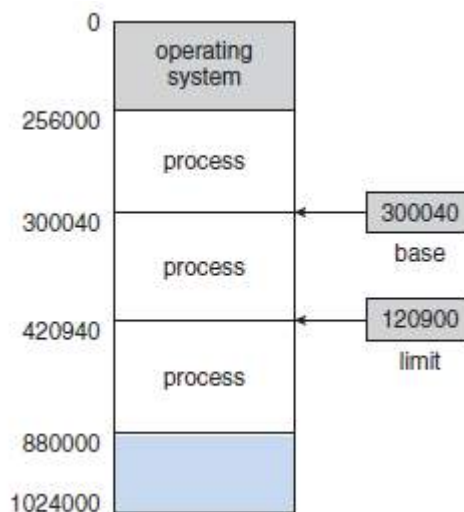 0
operating
system
256000
process
300040
300040
base
process
420940
120900
limit
process
880000
1024000